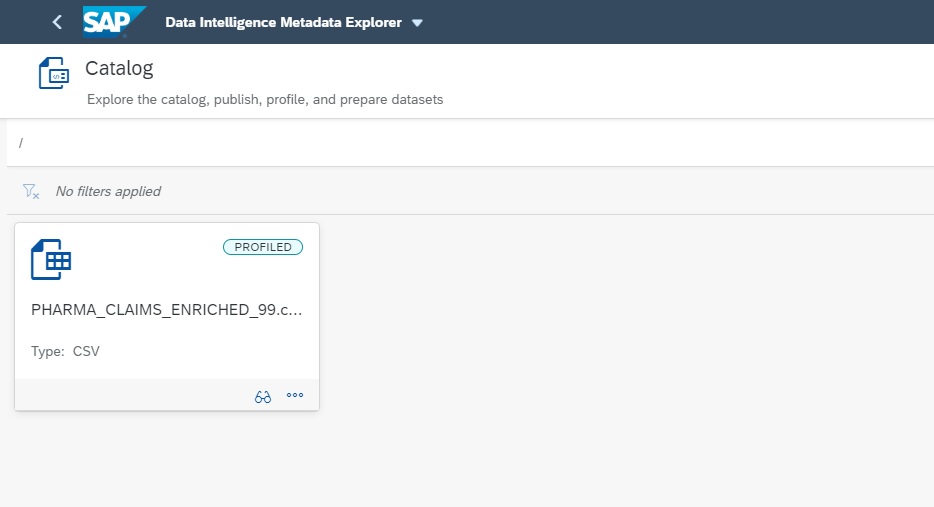 SAP Data Intelligence Metadata Explorer
Catalog
Explore the catalog, publish, profile, and prepare datasets
/
No filters applied
PROFILED
PHARMA_CLAIMS_ENRICHED_99.c...
Type: CSV